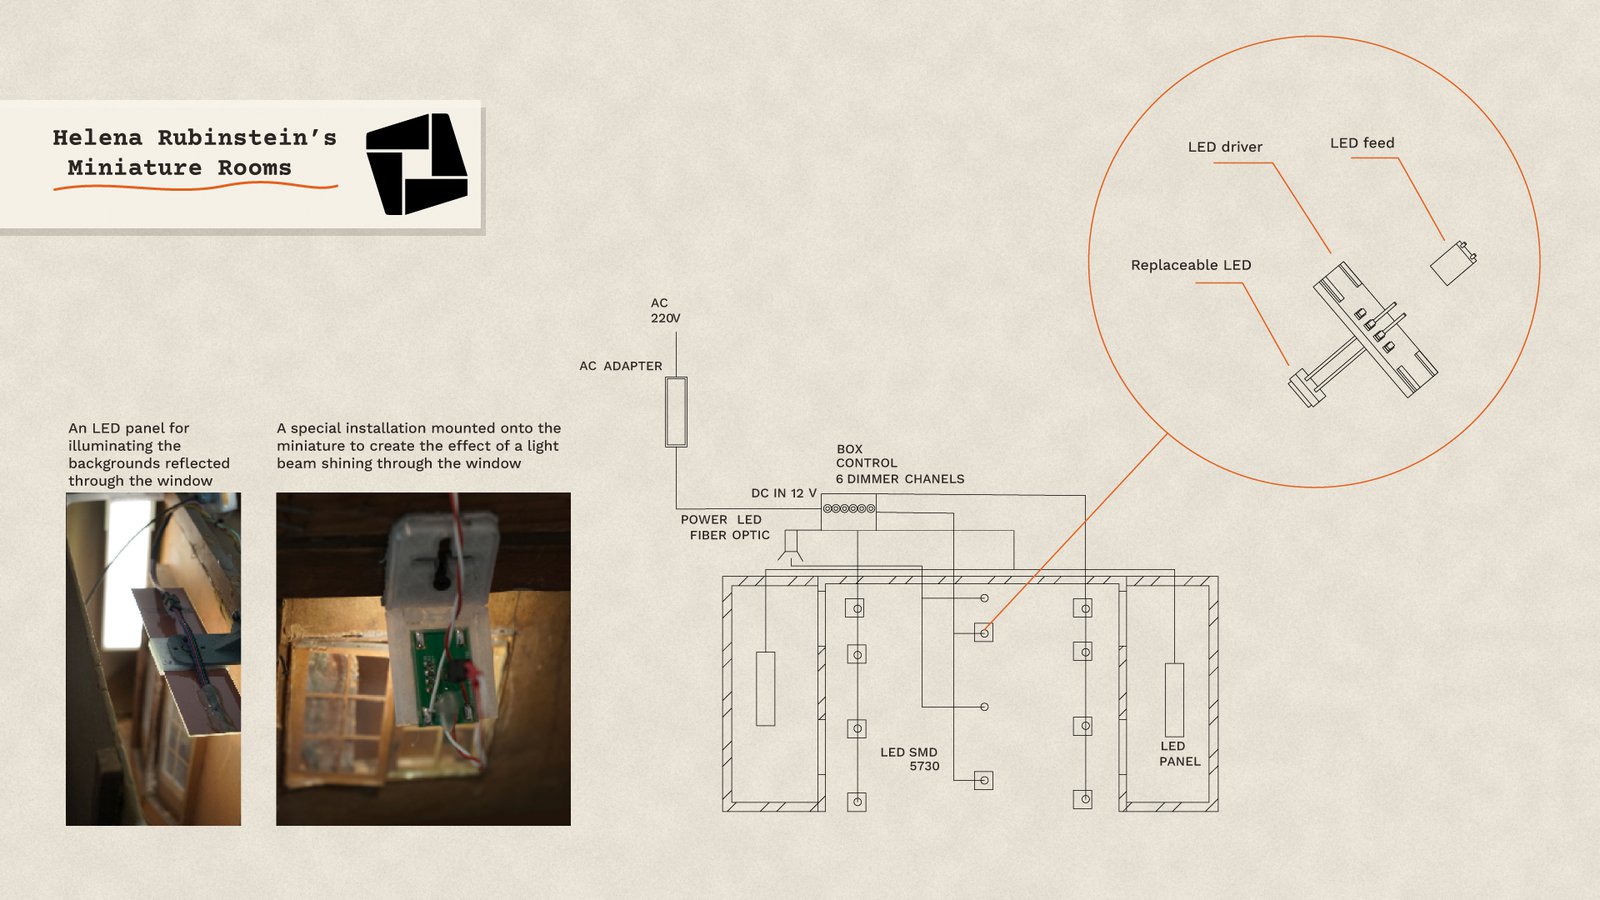 Helena Rubinstein’s
Miniature Rooms
An LED panel for
illuminating the
backgrounds reflected
through the window
A special installation mounted onto the
miniature to create the effect of a light
beam shining through the window
AC
220V
AC ADAPTER
BOX
CONTROL
6 DIMMER CHANELS
DC IN 12 V
POWER LED
FIBER OPTIC
LED SMD
5730
LED
PANEL
LED driver
LED feed
Replaceable LED